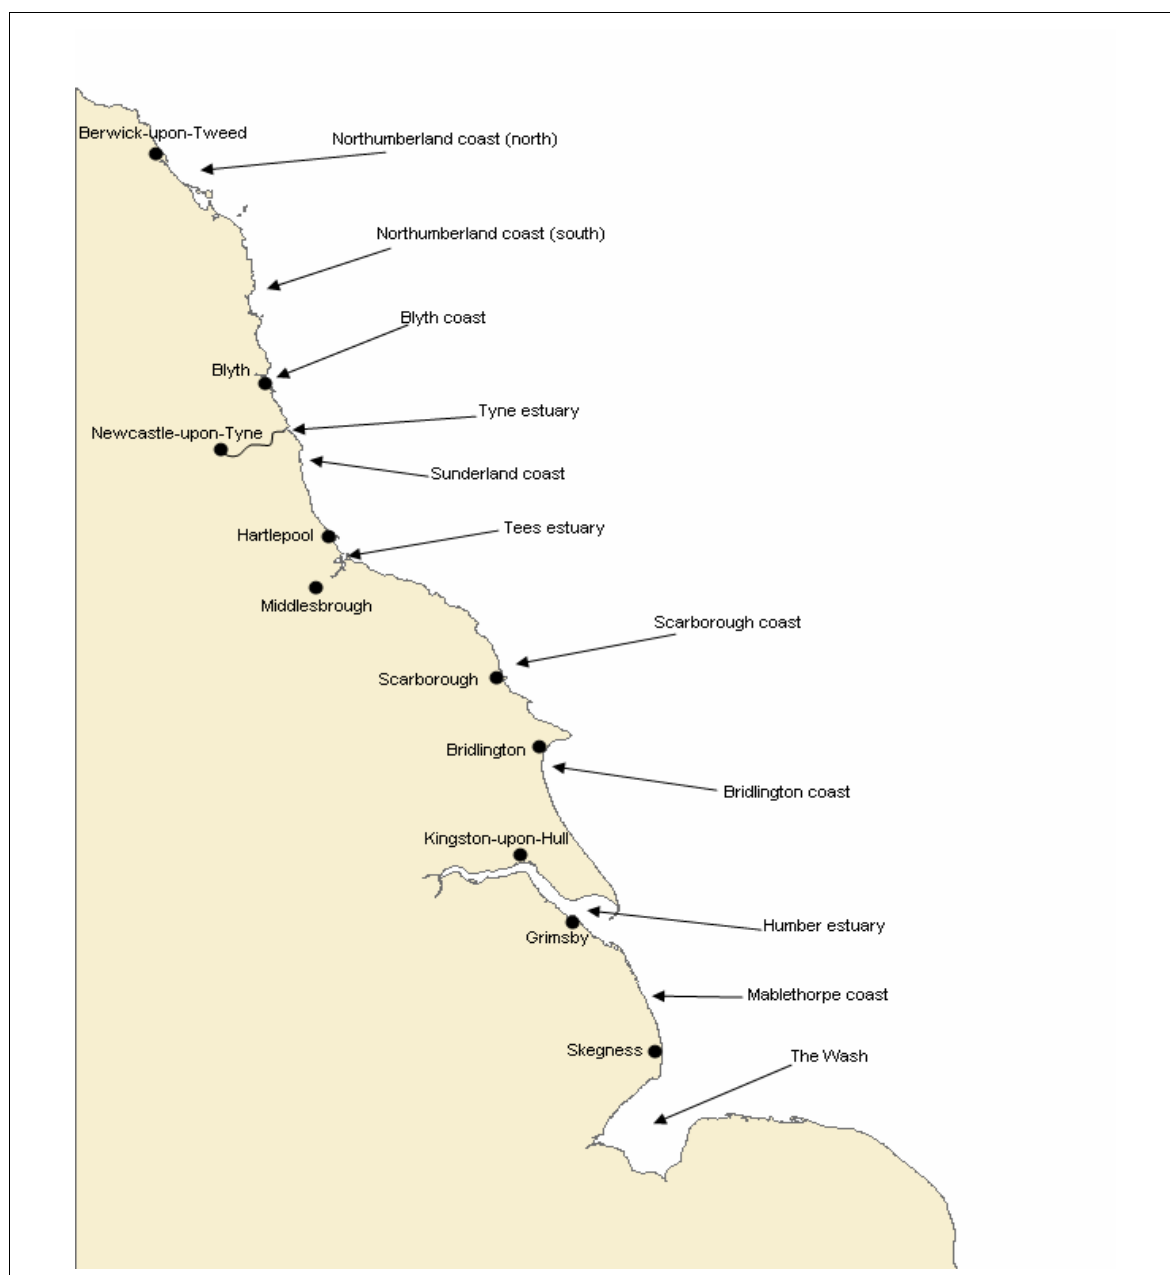 Berwick-upon-Tweed
Northumberland coast (north)
Northumberland coast (south)
Blyth coast
Blyth
Tyne estuary
Newcastle-upon-Tyne
Sunderland coast
Tees estuary
Hartlepool
Middlesbrough
Scarborough coast
Scarborough
Bridlington
Bridlington coast
Kingston-upon-Hull
Humber estuary
Grimsby
Mablethorpe coast
Skegness
The Wash